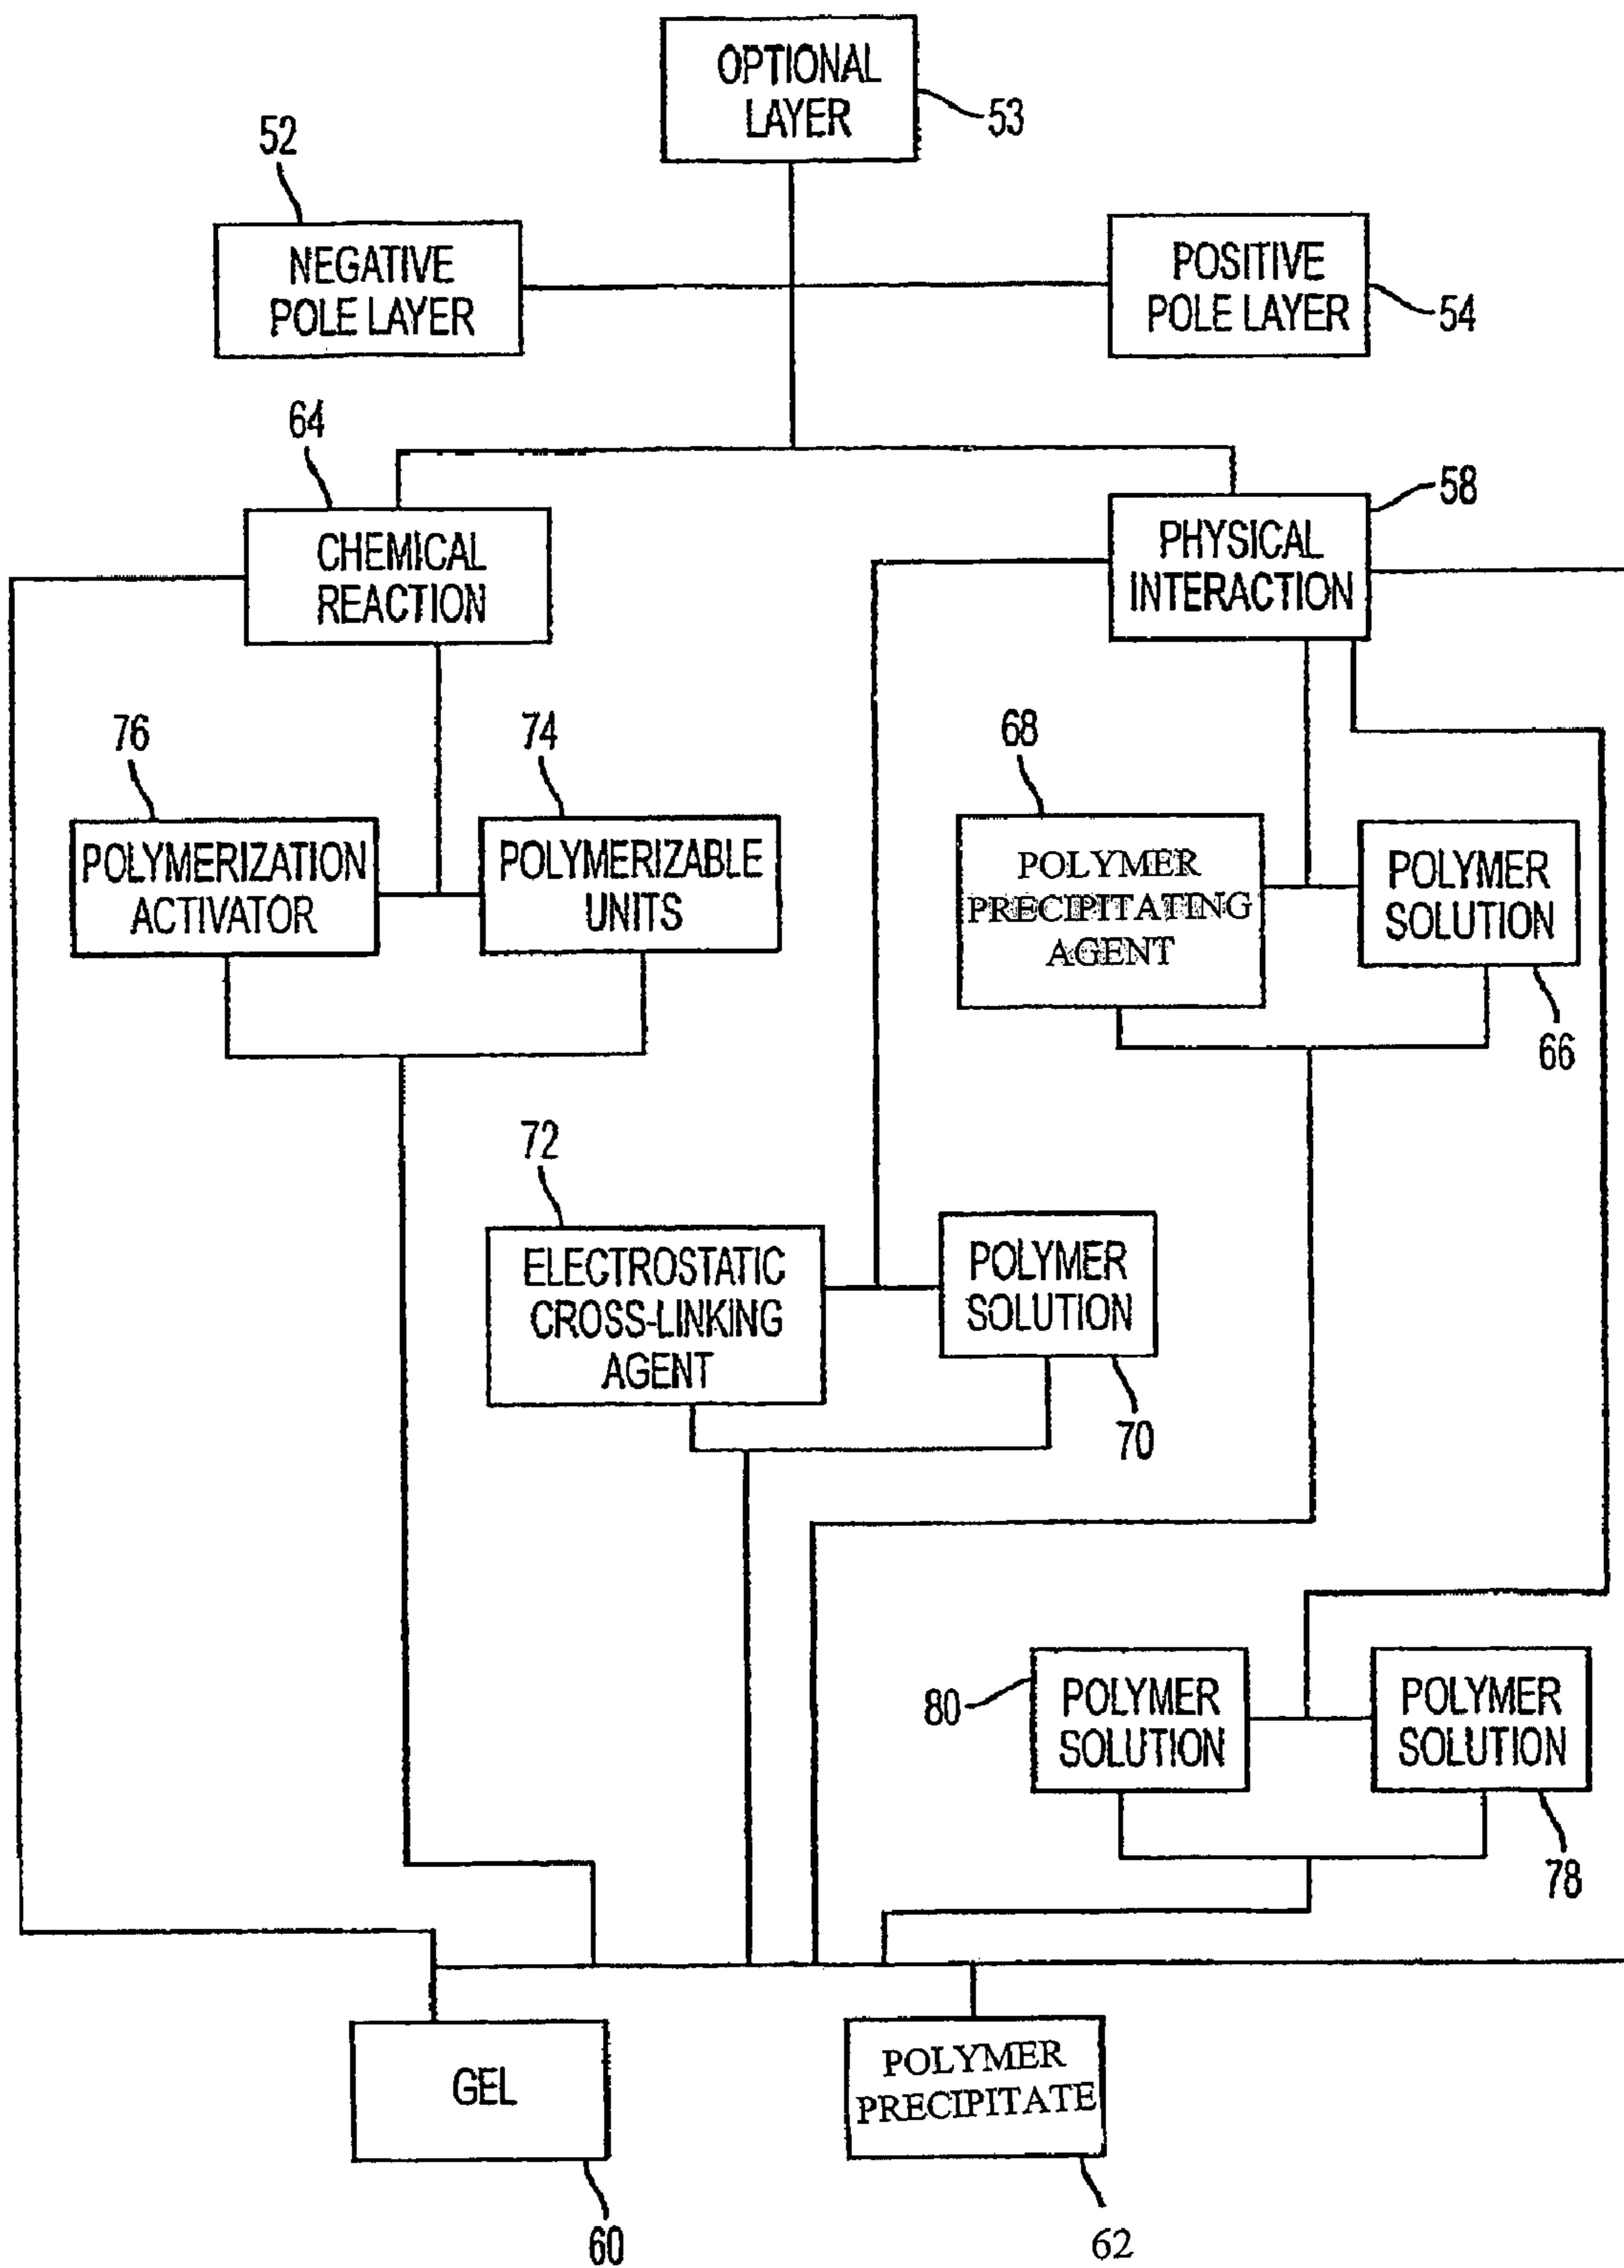 OPTIONAL
LAYER
53
52
NEGATIVE
POLE LAYER
POSITIVE
POLE LAYER
54
64
CHEMICAL
REACTION
58
PHYSICAL
INTERACTION
76
POLYMERIZATION
ACTIVATOR
74
POLYMERIZABLE
UNITS
68
POLYMER
PRECIPITATING
AGENT
POLYMER
SOLUTION
66
72
ELECTROSTATIC
CROSS-LINKING
AGENT
POLYMER
SOLUTION
70
80
POLYMER
SOLUTION
POLYMER
SOLUTION
78
GEL
60
POLYMER
PRECIPITATE
62